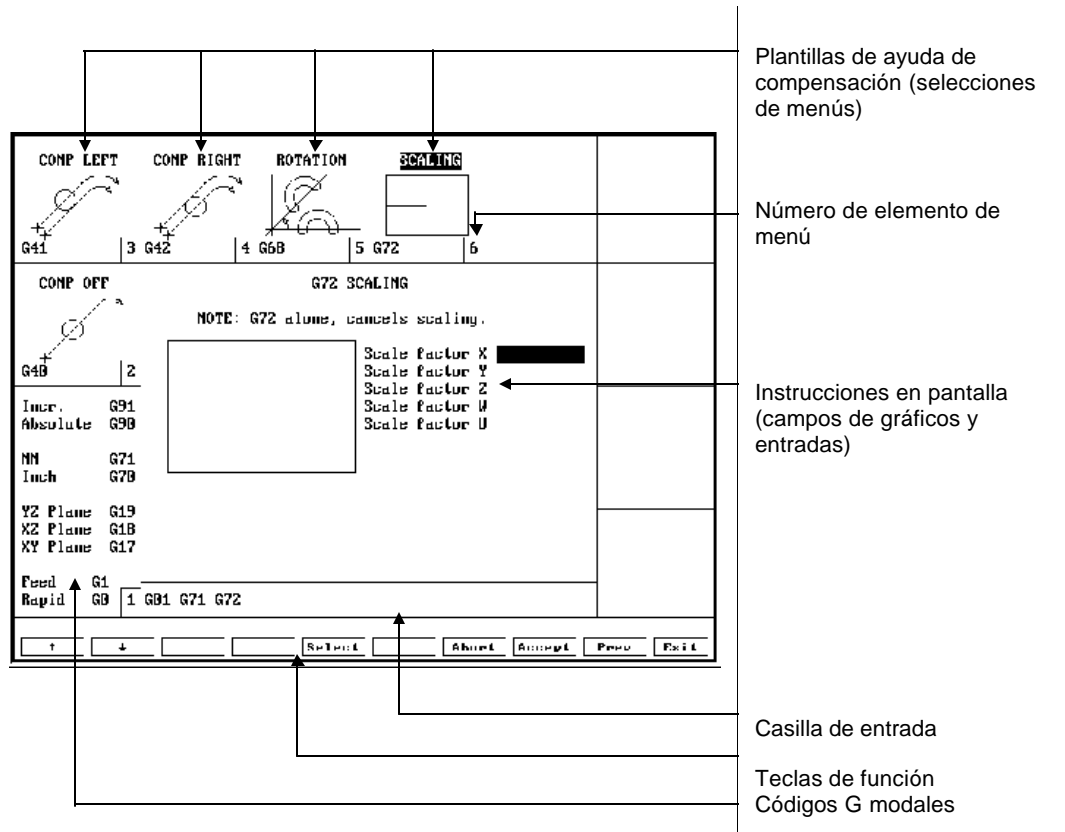 Plantillas de ayuda de
compensación (selecciones
de menús)
COMP LEFT COMP RIGHT ROTATION SCALING
G41 3 G42 4 G68 5 G72 6
Número de elemento de
menú
COMP OFF G72 SCALING
NOTE: G72 alone, cancels scaling.
G40 2
Scale factor X
Scale factor Y
Scale factor Z
Scale factor W
Scale factor U
Instrucciones en pantalla
(campos de gráficos y
entradas)
Incr. G91
Absolute G90
MM G71
Inch G70
YZ Plane G19
XZ Plane G18
XY Plane G17
Feed G1
Rapid G0 1 G01 G71 G72
↑ ↓ Select Abort Accept Prev Exit
Casilla de entrada
Teclas de función
Códigos G modales